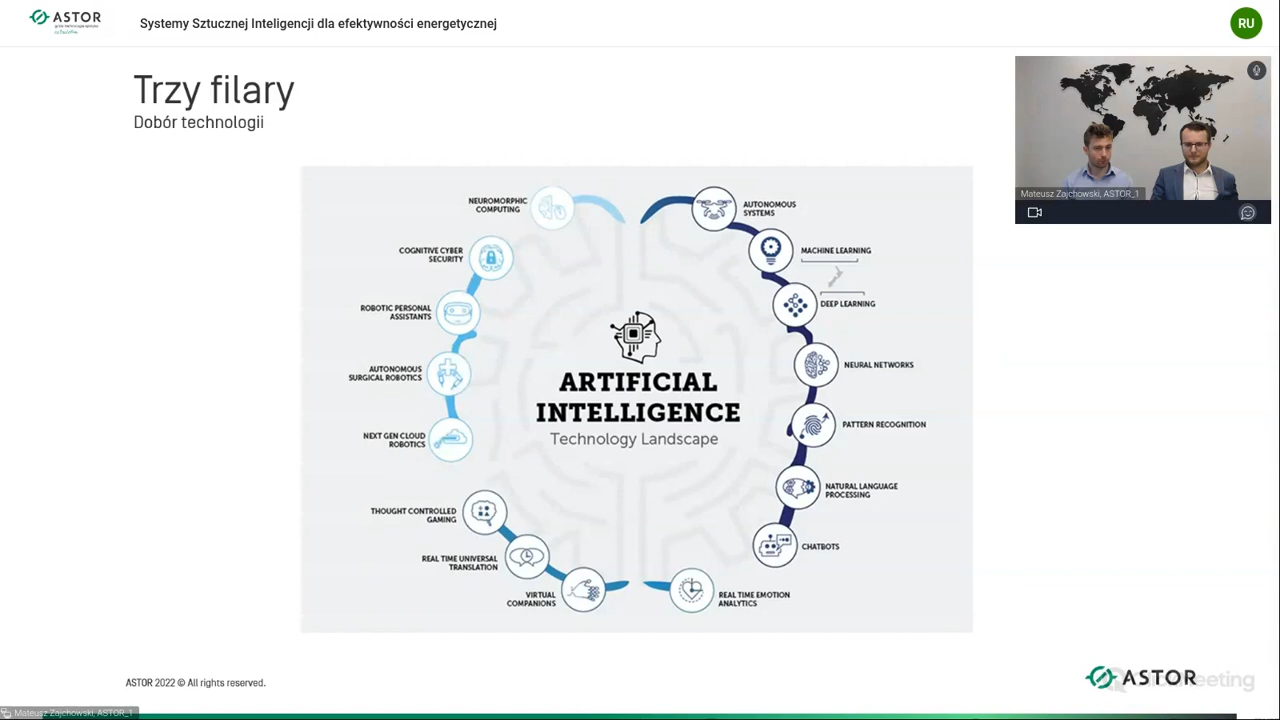 ASTOR
Systemy Sztucznej Inteligencji dla efektywności energetycznej
RU
Trzy filary
Dobór technologii
Mateusz Zajchowski, ASTOR_1
NEUROMORPHIC
COMPUTING
COGNITIVE CYBER
SECURITY
ROBOTIC PERSONAL
ASSISTANTS
AUTONOMOUS
SURGICAL ROBOTICS
NEXT GEN CLOUD
ROBOTICS
THOUGHT CONTROLLED
GAMING
REAL TIME UNIVERSAL
TRANSLATION
VIRTUAL
COMPANIONS
ARTIFICIAL
INTELLIGENCE
Technology Landscape
AUTONOMOUS
SYSTEMS
MACHINE LEARNING
DEEP LEARNING
NEURAL NETWORKS
PATTERN RECOGNITION
NATURAL LANGUAGE
PROCESSING
CHATBOTS
REAL TIME EMOTION
ANALYTICS
ASTOR 2022 © All rights reserved.
ASTOR
Mateusz Zajchowski, ASTOR_1